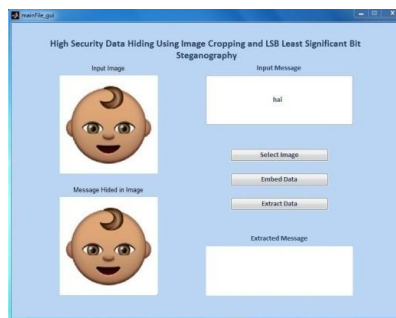 mainFile_gui
High Security Data Hiding Using Image Cropping and LSB Least Significant Bit
Steganography
Input Image
Input Message
hai
Select Image
Embed Data
Message Hided in Image
Extract Data
Extracted Message